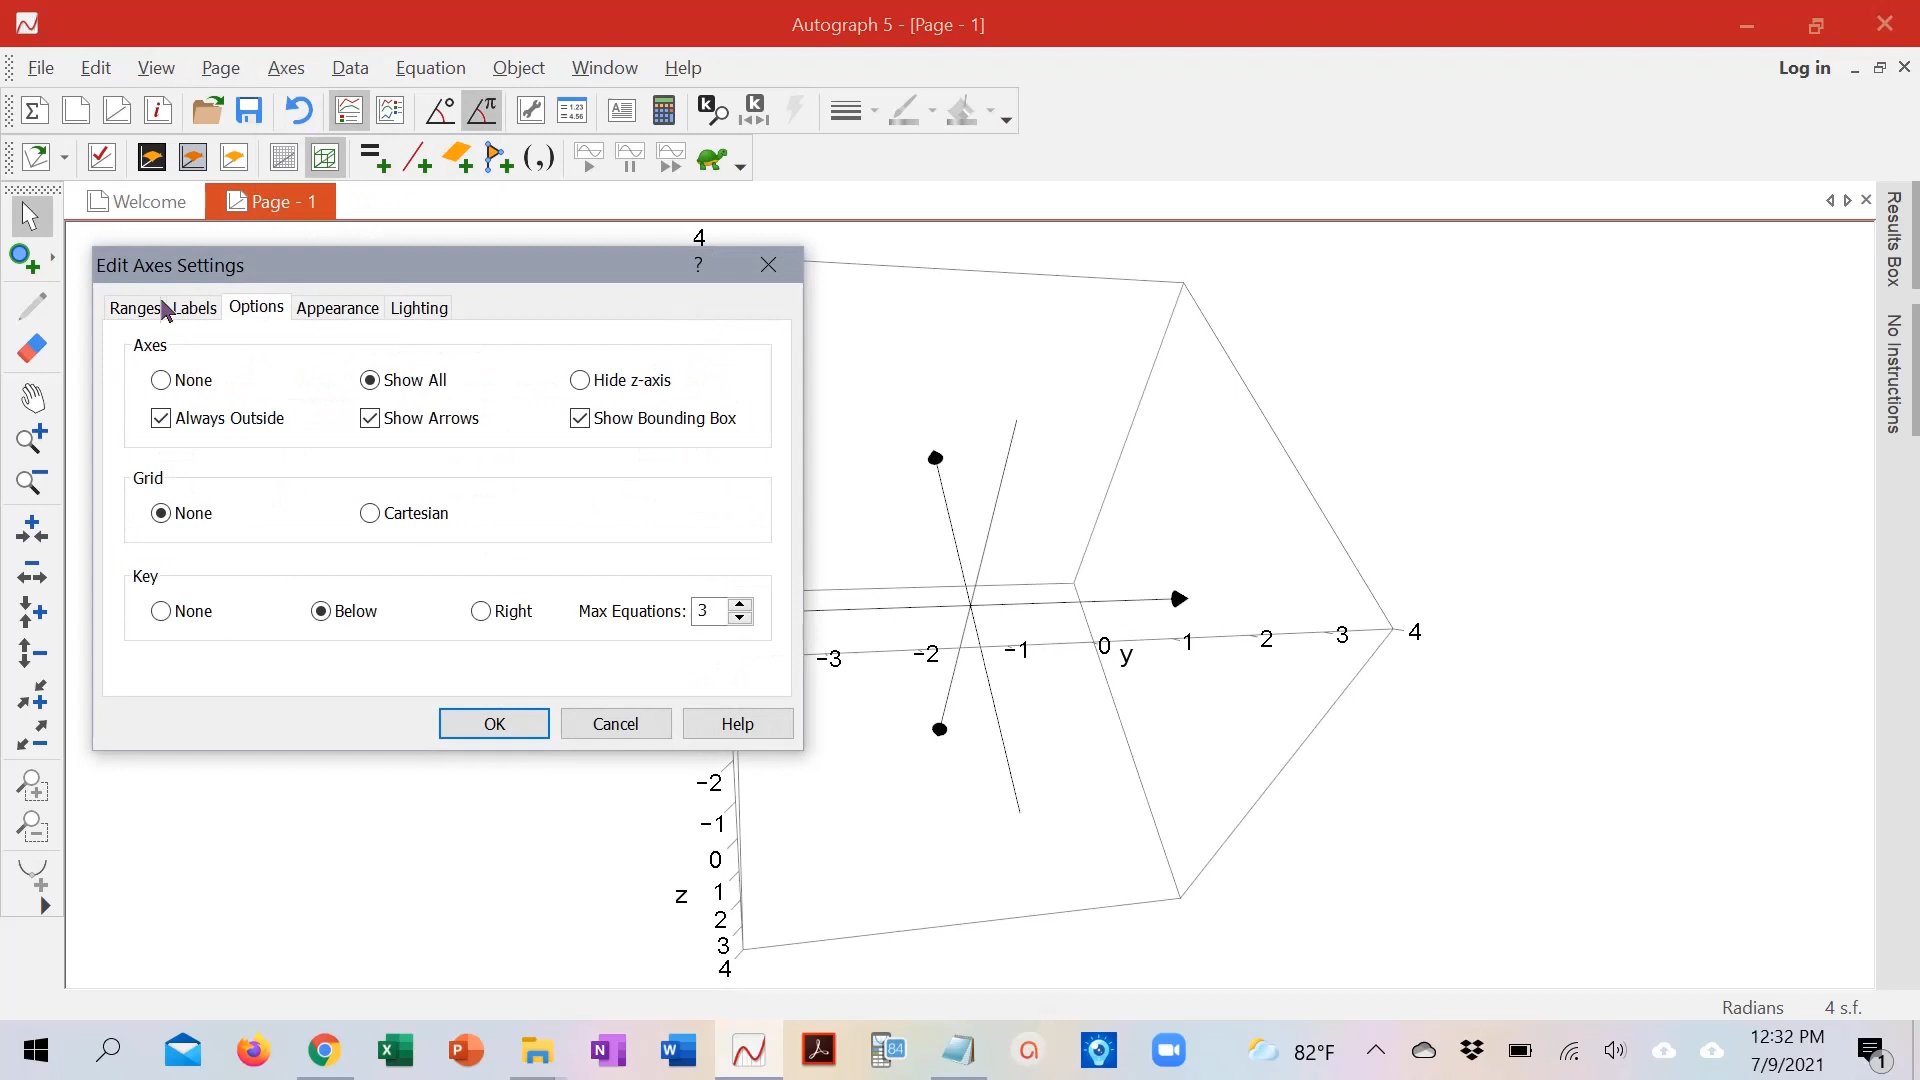 Autograph 5 - [Page - 1]
File Edit View Page Axes Data Equation Object Window Help
Log in
Welcome
Page - 1
Results Box
No Instructions
Edit Axes Settings
?
Ranges Labels Options Appearance Lighting
Axes
None Show All Hide z-axis
Always Outside Show Arrows Show Bounding Box
Grid
None Cartesian
Key
None Below Right Max Equations: 3
OK Cancel Help
4
−3 −2 −1 0 y 1 2 3 4
−2
−1
0
z 1
2
3
4
Radians 4 s.f.
82°F
12:32 PM
7/9/2021
1